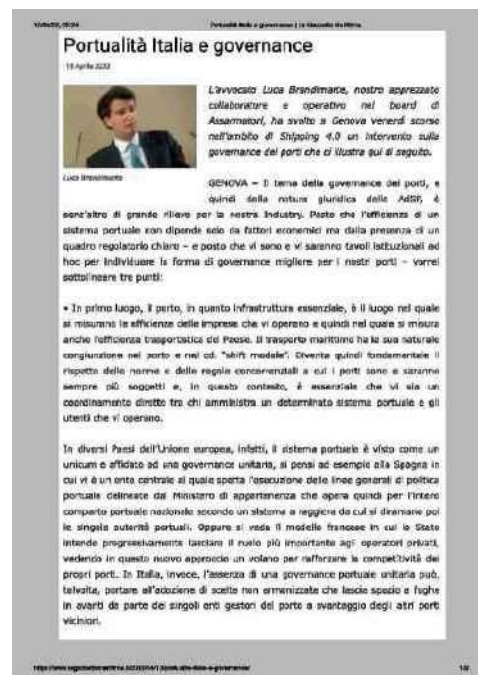 Portualità Italia e governance | La Gazzetta Marittima
Portualità Italia e governance
13 Aprile 2022
L'avvocato Luca Brandimarte, nostro apprezzato
collaboratore e operativo nel board di
Assarmatori, ha svolto a Genova venerdì scorso
nell'ambito di Shipping 4.0 un intervento sulla
governance dei porti che ci illustra qui di seguito.
Luca Brandimarte
GENOVA – Il tema della governance dei porti, e
quindi della natura giuridica delle AdSP, è
senz'altro di grande rilievo per la nostra Industry. Posto che l'efficienza di un
sistema portuale non dipende solo da fattori economici ma dalla presenza di un
quadro regolatorio chiaro – e posto che vi sono e vi saranno tavoli istituzionali ad
hoc per individuare la forma di governance migliore per i nostri porti – vorrei
sottolineare tre punti:
• In primo luogo, il porto, in quanto infrastruttura essenziale, è il luogo nel quale
si misurano le efficienze delle imprese che vi operano e quindi nel quale si misura
anche l'efficienza trasportistica del Paese. Il trasporto marittimo ha la sua naturale
congiunzione nel porto e nel cd. "shift modale". Diventa quindi fondamentale il
rispetto delle norme e delle regole concorrenziali a cui i porti sono e saranno
sempre più soggetti e, in questo contesto, è essenziale che vi sia un
coordinamento diretto tra chi amministra un determinato sistema portuale e gli
utenti che vi operano.
In diversi Paesi dell'Unione europea, infatti, il sistema portuale è visto come un
unicum e affidato ad una governance unitaria, si pensi ad esempio alla Spagna in
cui vi è un ente centrale al quale spetta l'esecuzione delle linee generali di politica
portuale delineate dal Ministero di appartenenza che opera quindi per l'intero
comparto portuale nazionale secondo un sistema a raggiera da cui si diramano poi
le singole autorità portuali. Oppure si veda il modello francese in cui lo Stato
intende progressivamente lasciare il ruolo più importante agli operatori privati,
vedendo in questo nuovo approccio un volano per rafforzare la competitività dei
propri porti. In Italia, invece, l'assenza di una governance portuale unitaria può,
talvolta, portare all'adozione di scelte non armonizzate che lascia spazio a fughe
in avanti da parte dei singoli enti gestori del porto a svantaggio degli altri porti
viciniori.